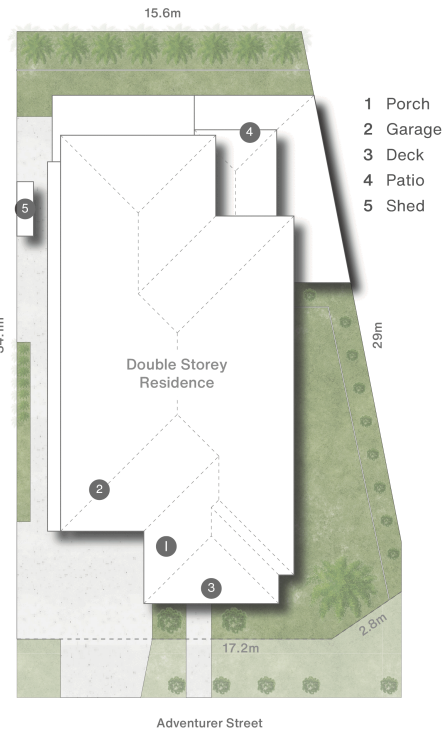 15.6m
1 Porch
2 Garage
3 Deck
4 Patio
5 Shed
4
5
29m
Double Storey
Residence
2
1
3
2.8m
17.2m
Adventurer Street